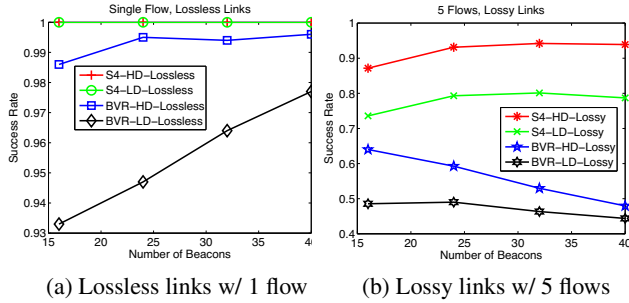 Single Flow, Lossless Links
1
0.99
0.98
0.97
0.96
0.95
0.94
0.93
Success Rate
S4−HD−Lossless
S4−LD−Lossless
BVR−HD−Lossless
BVR−LD−Lossless
15 20 25 30 35 40
Number of Beacons
(a) Lossless links w/ 1 flow
5 Flows, Lossy Links
1
0.9
0.8
0.7
0.6
0.5
0.4
Success Rate
S4−HD−Lossy
S4−LD−Lossy
BVR−HD−Lossy
BVR−LD−Lossy
15 20 25 30 35 40
Number of Beacons
(b) Lossy links w/ 5 flows